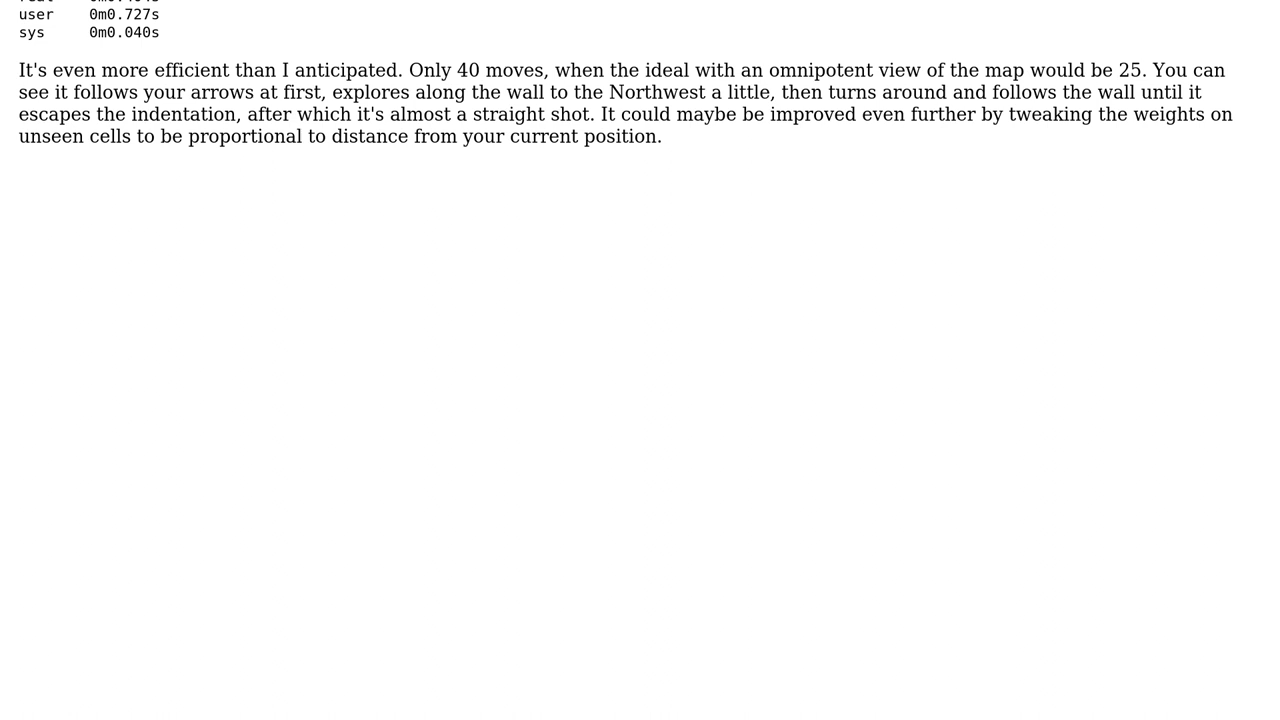 user    0m0.727s
sys     0m0.040s
It's even more efficient than I anticipated. Only 40 moves, when the ideal with an omnipotent view of the map would be 25. You can
see it follows your arrows at first, explores along the wall to the Northwest a little, then turns around and follows the wall until it
escapes the indentation, after which it's almost a straight shot. It could maybe be improved even further by tweaking the weights on
unseen cells to be proportional to distance from your current position.